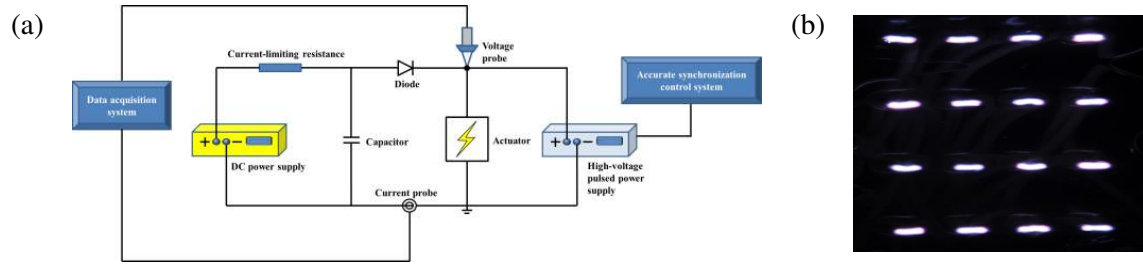 (a)
(b)
Current-limiting resistance
Voltage
probe
Diode
Accurate synchronization
control system
Data acquisition
system
+ −
DC power supply
Capacitor
Actuator
+ −
High-voltage
pulsed power
supply
Current probe